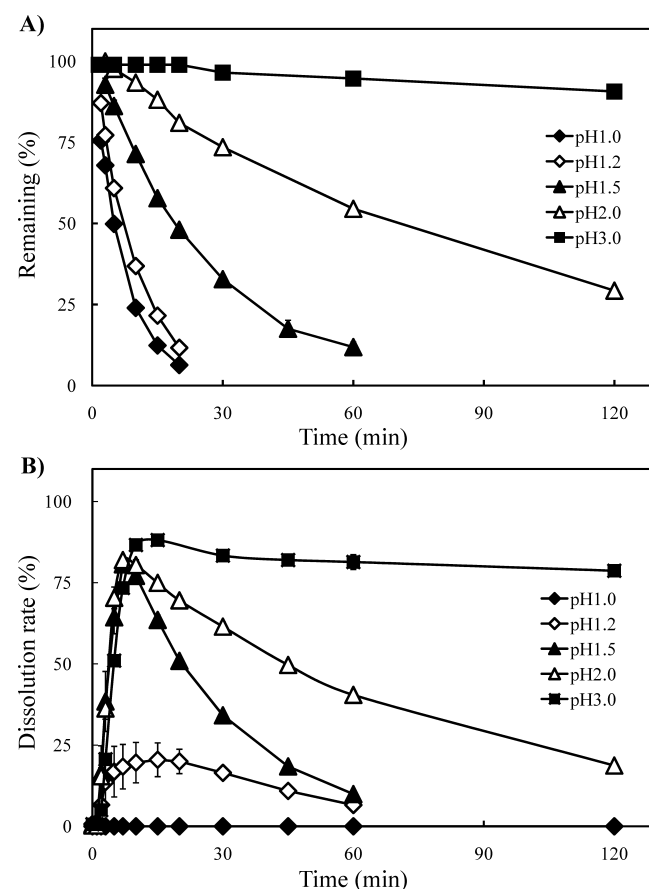 A)
100
75
50
25
0
Remaining (%)
pH1.0
pH1.2
pH1.5
pH2.0
pH3.0
0 30 60 90 120
Time (min)
B)
100
75
50
25
0
Dissolution rate (%)
pH1.0
pH1.2
pH1.5
pH2.0
pH3.0
0 30 60 90 120
Time (min)